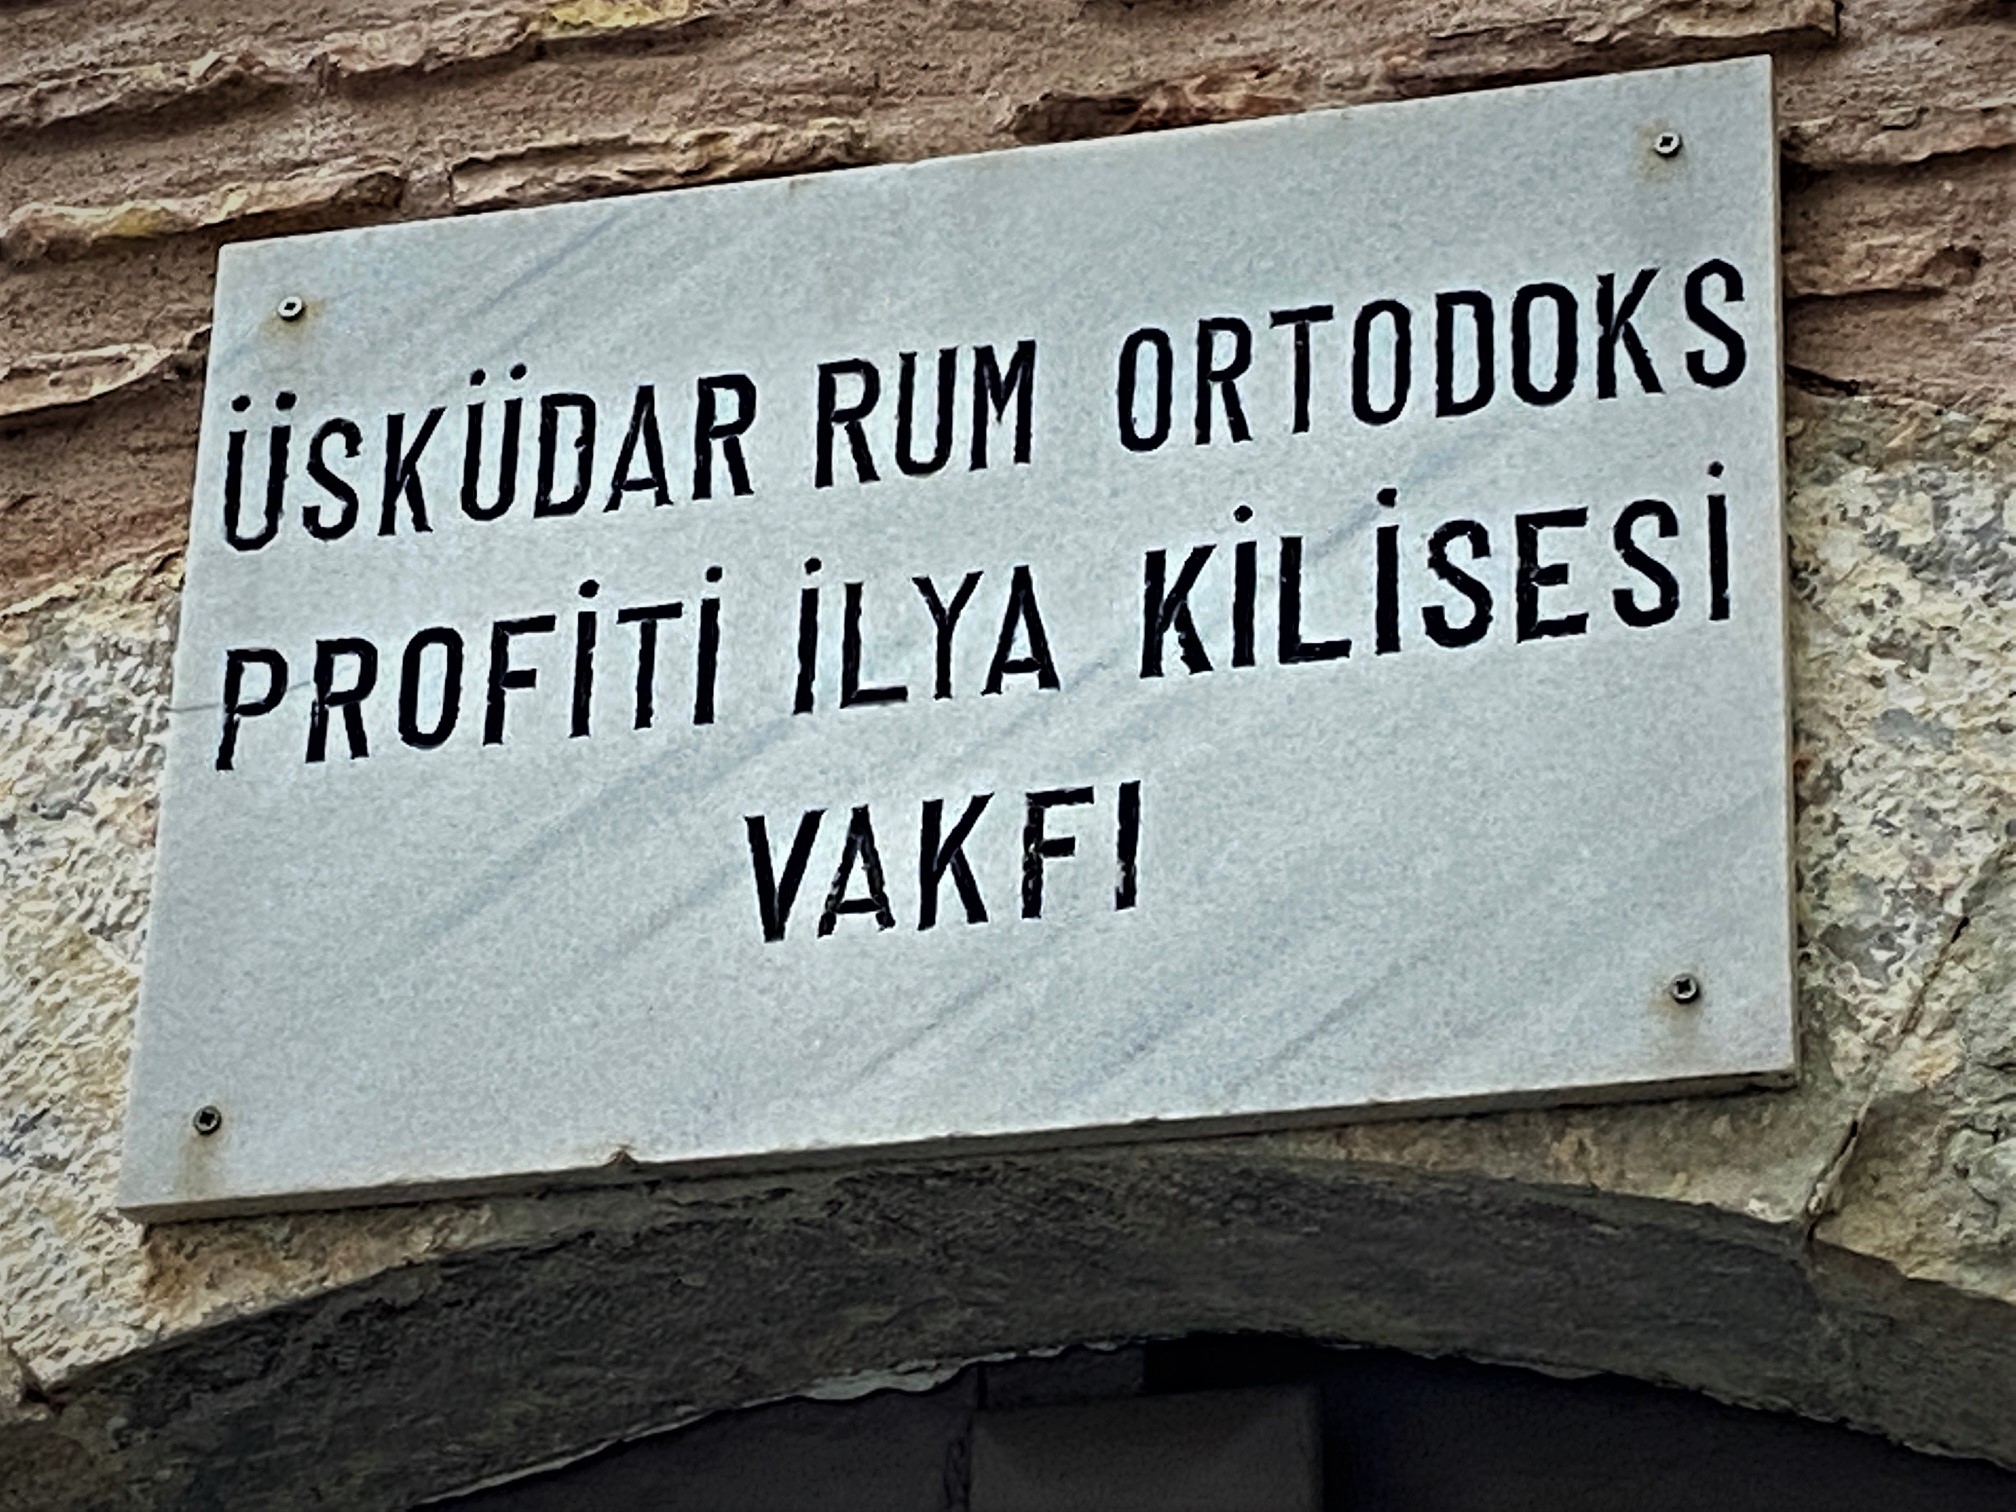 ÜSKÜDAR RUM ORTODOKS
PROFİTİ İLYA KİLİSESİ
VAKFI